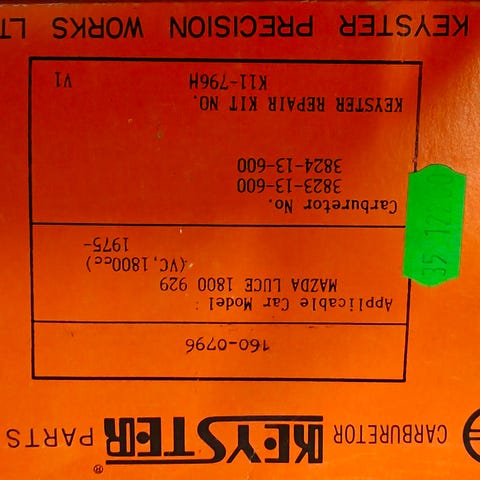 CARBURETOR KEYSTER® PARTS
160-0796
Applicable Car Model :
MAZDA LUCE 1800 929
(VC,1800cc)
1975-
Carburetor No.
3823-13-600
3824-13-600
KEYSTER REPAIR KIT NO.
K11-796H V1
KEYSTER PRECISION WORKS LT